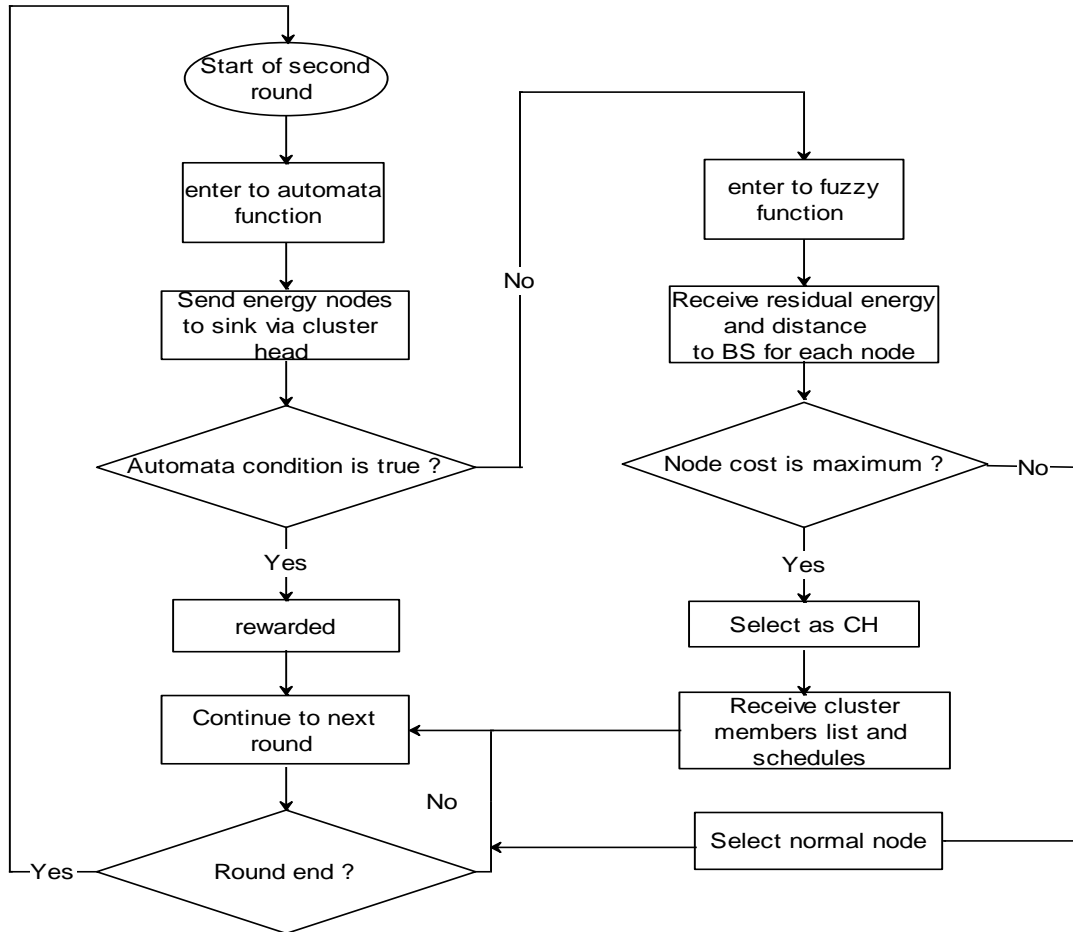 Start of second
round
enter to automata
function
Send energy nodes
to sink via cluster
head
Automata condition is true ?
Yes
rewarded
Continue to next
round
Round end ?
Yes
No
No
enter to fuzzy
function
Receive residual energy
and distance
to BS for each node
Node cost is maximum ?
No
Yes
Select as CH
Receive cluster
members list and
schedules
Select normal node